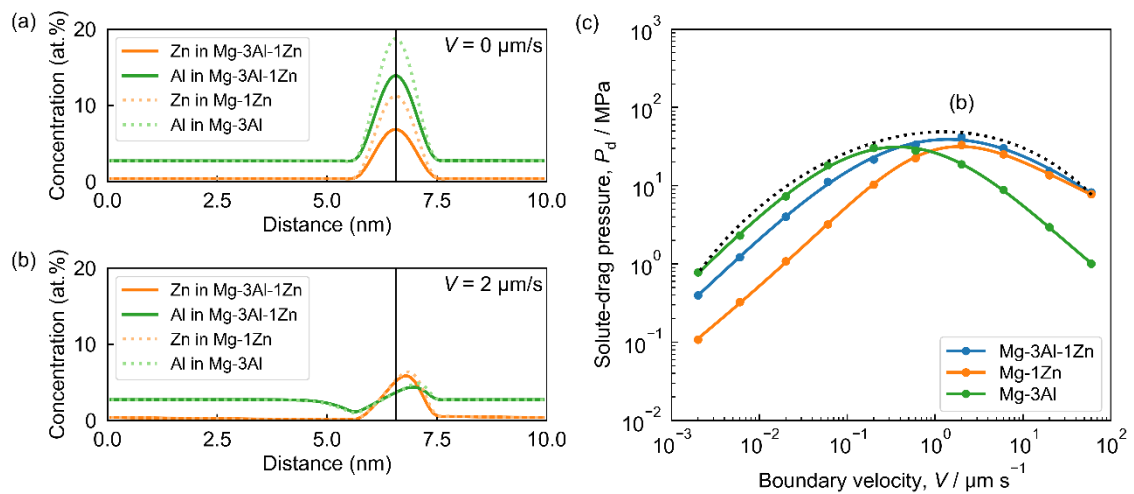 (a)
Concentration (at.%)
20
10
0
Zn in Mg-3Al-1Zn
Al in Mg-3Al-1Zn
Zn in Mg-1Zn
Al in Mg-3Al
V = 0 μm/s
0.0 2.5 5.0 7.5 10.0
Distance (nm)
(b)
Concentration (at.%)
20
10
0
Zn in Mg-3Al-1Zn
Al in Mg-3Al-1Zn
Zn in Mg-1Zn
Al in Mg-3Al
V = 2 μm/s
0.0 2.5 5.0 7.5 10.0
Distance (nm)
(c)
Solute-drag pressure, P_d / MPa
10³
10²
10¹
10⁰
10⁻¹
10⁻²
(b)
Mg-3Al-1Zn
Mg-1Zn
Mg-3Al
10⁻³ 10⁻² 10⁻¹ 10⁰ 10¹ 10²
Boundary velocity, V / μm s⁻¹